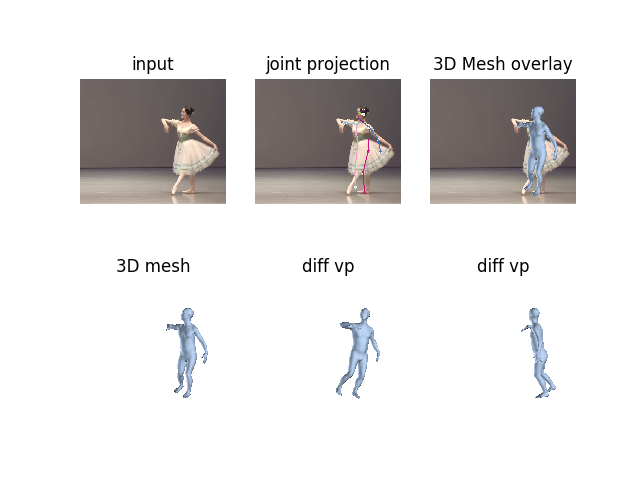 input
joint projection
3D Mesh overlay
3D mesh
diff vp
diff vp